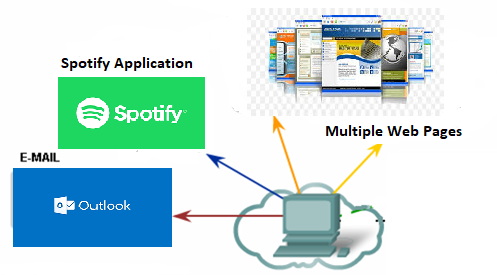 Spotify Application
Spotify
Multiple Web Pages
E-MAIL
Outlook